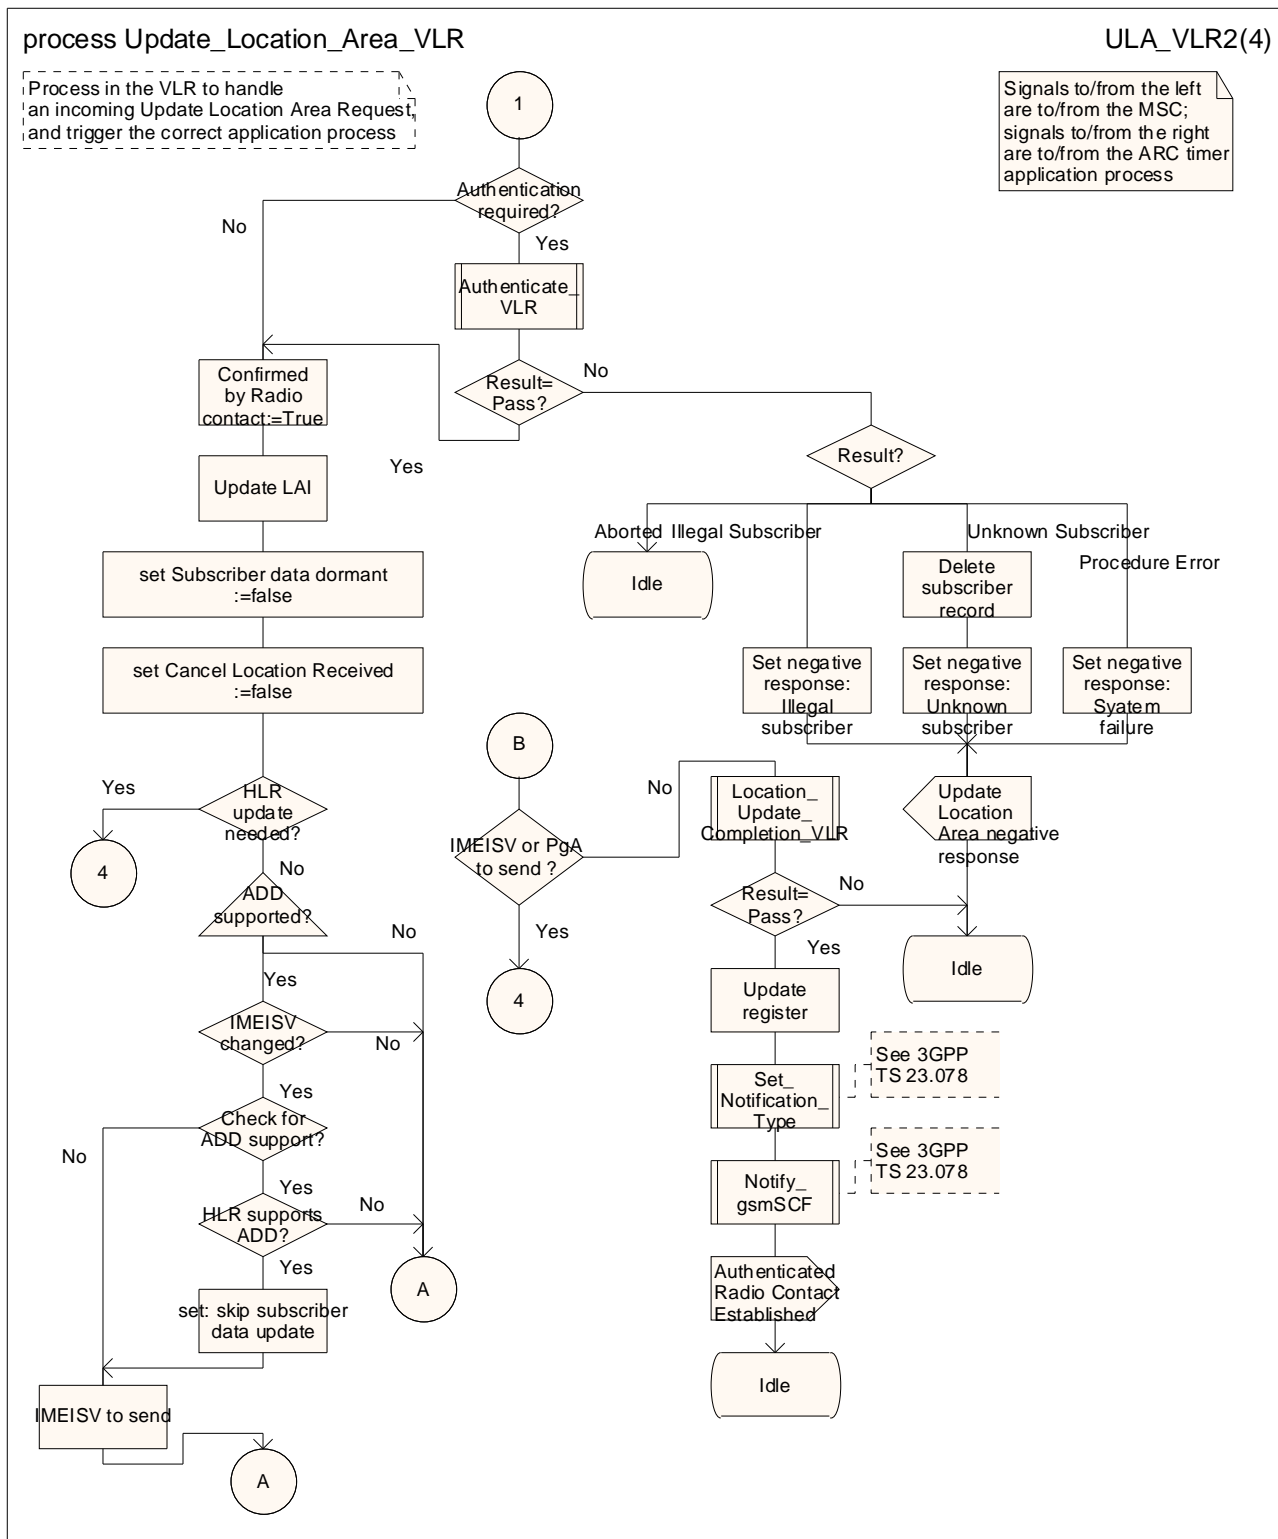 process Update_Location_Area_VLR
ULA_VLR2(4)
Process in the VLR to handle
an incoming Update Location Area Request,
and trigger the correct application process
Signals to/from the left
are to/from the MSC;
signals to/from the right
are to/from the ARC timer
application process
1
Authentication
required?
No
Yes
Authenticate_
VLR
Result=
Pass?
No
Yes
Confirmed
by Radio
contact:=True
Update LAI
set Subscriber data dormant
:=false
set Cancel Location Received
:=false
Result?
Aborted
Illegal Subscriber
Unknown Subscriber
Procedure Error
Idle
Delete
subscriber
record
Set negative
response:
Illegal
subscriber
Set negative
response:
Unknown
subscriber
Set negative
response:
Syatem
failure
Update
Location
Area negative
response
HLR
update
needed?
Yes
4
No
ADD
supported?
No
Yes
IMEISV
changed?
No
Yes
Check for
ADD support?
No
Yes
HLR supports
ADD?
No
Yes
set: skip subscriber
data update
A
IMEISV to send
A
B
IMEISV or PgA
to send ?
No
Yes
4
Location_
Update_
Completion_VLR
Result=
Pass?
No
Yes
Idle
Update
register
Set_
Notification_
Type
See 3GPP
TS 23.078
Notify_
gsmSCF
See 3GPP
TS 23.078
Authenticated
Radio Contact
Established
Idle